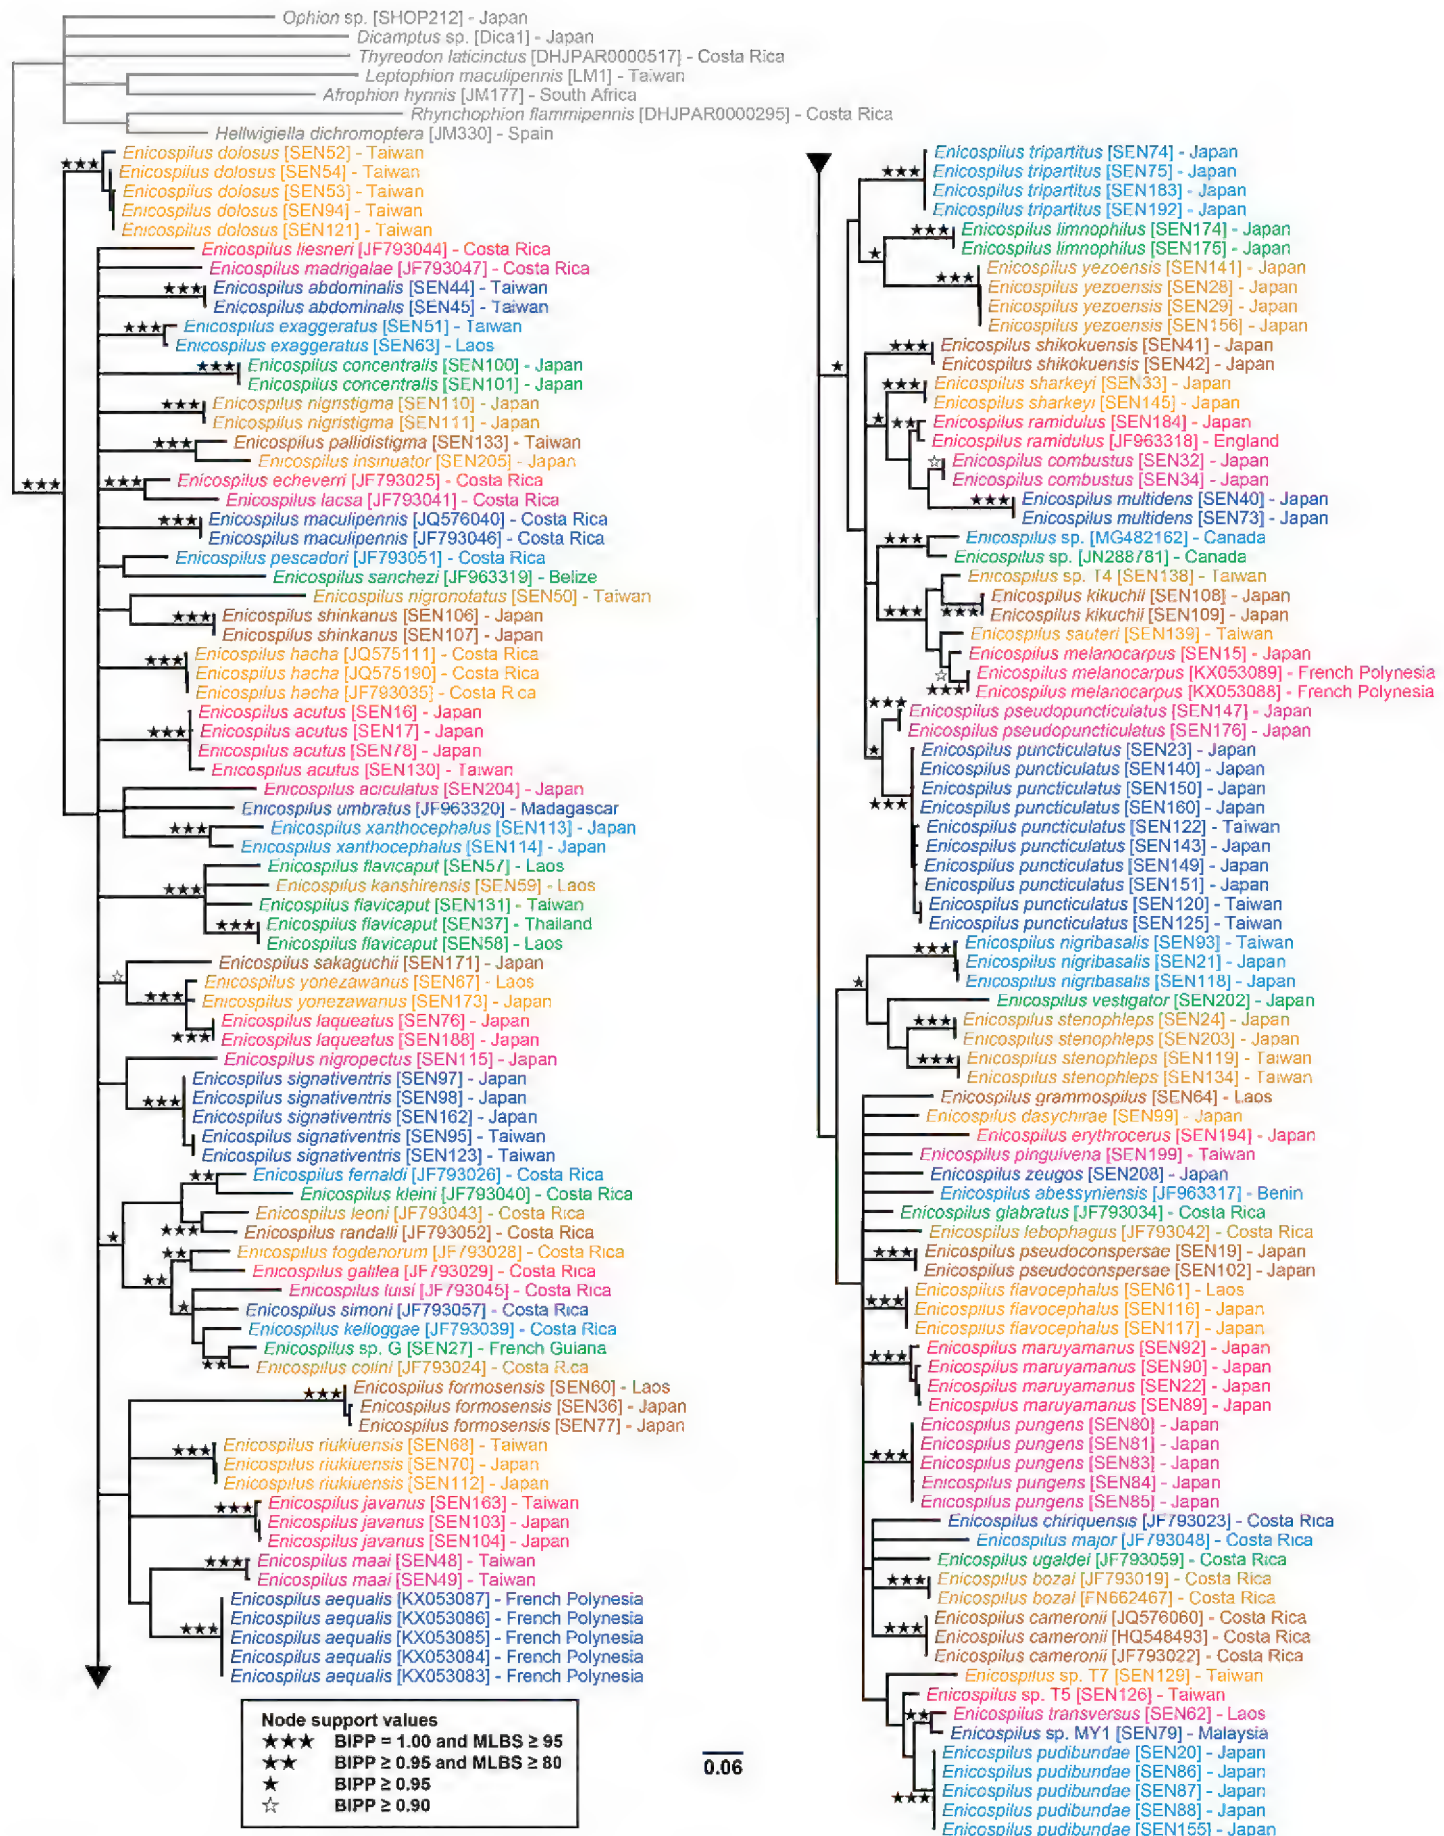 Ophion sp. [SHOP212] - Japan
Dicamptus sp. [Dica1] - Japan
Thyreodon laticinctus [DHJPAR0000517] - Costa Rica
Leptophion maculipennis [LM1] - Taiwan
Afrophion hynnis [JM177] - South Africa
Rhynchophion flammipennis [DHJPAR0000295] - Costa Rica
Hellwigiella dichromoptera [JM330] - Spain
★★★
Enicospilus dolosus [SEN52] - Taiwan
Enicospilus dolosus [SEN54] - Taiwan
Enicospilus dolosus [SEN53] - Taiwan
Enicospilus dolosus [SEN94] - Taiwan
Enicospilus dolosus [SEN121] - Taiwan
Enicospilus liesneri [JF793044] - Costa Rica
Enicospilus madrigalae [JF793047] - Costa Rica
Enicospilus abdominalis [SEN44] - Taiwan
Enicospilus abdominalis [SEN45] - Taiwan
Enicospilus exaggeratus [SEN51] - Taiwan
Enicospilus exaggeratus [SEN63] - Laos
Enicospilus concentralis [SEN100] - Japan
Enicospilus concentralis [SEN101] - Japan
Enicospilus nigristigma [SEN110] - Japan
Enicospilus nigristigma [SEN111] - Japan
Enicospilus pallidistigma [SEN133] - Taiwan
Enicospilus insinuator [SEN205] - Japan
Enicospilus echeverri [JF793025] - Costa Rica
Enicospilus lacsa [JF793041] - Costa Rica
Enicospilus maculipennis [JQ576040] - Costa Rica
Enicospilus maculipennis [JF793046] - Costa Rica
Enicospilus pescadori [JF793051] - Costa Rica
Enicospilus sanchezi [JF963319] - Belize
Enicospilus nigronotatus [SEN50] - Taiwan
Enicospilus shinkanus [SEN106] - Japan
Enicospilus shinkanus [SEN107] - Japan
Enicospilus hacha [JQ575111] - Costa Rica
Enicospilus hacha [JQ575190] - Costa Rica
Enicospilus hacha [JF793035] - Costa Rica
Enicospilus acutus [SEN16] - Japan
Enicospilus acutus [SEN17] - Japan
Enicospilus acutus [SEN78] - Japan
Enicospilus acutus [SEN130] - Taiwan
Enicospilus aciculatus [SEN204] - Japan
Enicospilus umbratus [JF963320] - Madagascar
Enicospilus xanthocephalus [SEN113] - Japan
Enicospilus xanthocephalus [SEN114] - Japan
Enicospilus flavicaput [SEN57] - Laos
Enicospilus kanshirensis [SEN59] - Laos
Enicospilus flavicaput [SEN131] - Taiwan
Enicospilus flavicaput [SEN37] - Thailand
Enicospilus flavicaput [SEN58] - Laos
Enicospilus sakaguchii [SEN171] - Japan
Enicospilus yonezawanus [SEN67] - Laos
Enicospilus yonezawanus [SEN173] - Japan
Enicospilus laqueatus [SEN76] - Japan
Enicospilus laqueatus [SEN188] - Japan
Enicospilus nigropectus [SEN115] - Japan
Enicospilus signativentris [SEN97] - Japan
Enicospilus signativentris [SEN98] - Japan
Enicospilus signativentris [SEN162] - Japan
Enicospilus signativentris [SEN95] - Taiwan
Enicospilus signativentris [SEN123] - Taiwan
Enicospilus fernaldi [JF793026] - Costa Rica
Enicospilus kleini [JF793040] - Costa Rica
Enicospilus leoni [JF793043] - Costa Rica
Enicospilus randalli [JF793052] - Costa Rica
Enicospilus fogdenorum [JF793028] - Costa Rica
Enicospilus galilea [JF793029] - Costa Rica
Enicospilus luisi [JF793045] - Costa Rica
Enicospilus simoni [JF793057] - Costa Rica
Enicospilus kelloggae [JF793039] - Costa Rica
Enicospilus sp. G [SEN27] - French Guiana
Enicospilus colini [JF793024] - Costa Rica
Enicospilus formosensis [SEN60] - Laos
Enicospilus formosensis [SEN36] - Japan
Enicospilus formosensis [SEN77] - Japan
Enicospilus riukiuensis [SEN68] - Taiwan
Enicospilus riukiuensis [SEN70] - Japan
Enicospilus riukiuensis [SEN112] - Japan
Enicospilus javanus [SEN163] - Taiwan
Enicospilus javanus [SEN103] - Japan
Enicospilus javanus [SEN104] - Japan
Enicospilus maai [SEN48] - Taiwan
Enicospilus maai [SEN49] - Taiwan
Enicospilus aequalis [KX053087] - French Polynesia
Enicospilus aequalis [KX053086] - French Polynesia
Enicospilus aequalis [KX053085] - French Polynesia
Enicospilus aequalis [KX053084] - French Polynesia
Enicospilus aequalis [KX053083] - French Polynesia
Enicospilus tripartitus [SEN74] - Japan
Enicospilus tripartitus [SEN75] - Japan
Enicospilus tripartitus [SEN183] - Japan
Enicospilus tripartitus [SEN192] - Japan
Enicospilus limnophilus [SEN174] - Japan
Enicospilus limnophilus [SEN175] - Japan
Enicospilus yezoensis [SEN141] - Japan
Enicospilus yezoensis [SEN28] - Japan
Enicospilus yezoensis [SEN29] - Japan
Enicospilus yezoensis [SEN156] - Japan
Enicospilus shikokuensis [SEN41] - Japan
Enicospilus shikokuensis [SEN42] - Japan
Enicospilus sharkeyi [SEN33] - Japan
Enicospilus sharkeyi [SEN145] - Japan
Enicospilus ramidulus [SEN184] - Japan
Enicospilus ramidulus [JF963318] - England
Enicospilus combustus [SEN32] - Japan
Enicospilus combustus [SEN34] - Japan
Enicospilus multidens [SEN40] - Japan
Enicospilus multidens [SEN73] - Japan
Enicospilus sp. [MG482162] - Canada
Enicospilus sp. [JN288781] - Canada
Enicospilus sp. T4 [SEN138] - Taiwan
Enicospilus kikuchii [SEN108] - Japan
Enicospilus kikuchii [SEN109] - Japan
Enicospilus sauteri [SEN139] - Taiwan
Enicospilus melanocarpus [SEN15] - Japan
Enicospilus melanocarpus [KX053089] - French Polynesia
Enicospilus melanocarpus [KX053088] - French Polynesia
Enicospilus pseudopuncticulatus [SEN147] - Japan
Enicospilus pseudopuncticulatus [SEN176] - Japan
Enicospilus puncticulatus [SEN23] - Japan
Enicospilus puncticulatus [SEN140] - Japan
Enicospilus puncticulatus [SEN150] - Japan
Enicospilus puncticulatus [SEN160] - Japan
Enicospilus puncticulatus [SEN122] - Taiwan
Enicospilus puncticulatus [SEN143] - Japan
Enicospilus puncticulatus [SEN149] - Japan
Enicospilus puncticulatus [SEN151] - Japan
Enicospilus puncticulatus [SEN120] - Taiwan
Enicospilus puncticulatus [SEN125] - Taiwan
Enicospilus nigribasalis [SEN93] - Taiwan
Enicospilus nigribasalis [SEN21] - Japan
Enicospilus nigribasalis [SEN118] - Japan
Enicospilus vestigator [SEN202] - Japan
Enicospilus stenophleps [SEN24] - Japan
Enicospilus stenophleps [SEN203] - Japan
Enicospilus stenophleps [SEN119] - Taiwan
Enicospilus stenophleps [SEN134] - Taiwan
Enicospilus grammospilus [SEN64] - Laos
Enicospilus dasychirae [SEN99] - Japan
Enicospilus erythrocerus [SEN194] - Japan
Enicospilus pinguivena [SEN199] - Taiwan
Enicospilus zeugos [SEN208] - Japan
Enicospilus abessyniensis [JF963317] - Benin
Enicospilus glabratus [JF793034] - Costa Rica
Enicospilus lebophagus [JF793042] - Costa Rica
Enicospilus pseudoconspersae [SEN19] - Japan
Enicospilus pseudoconspersae [SEN102] - Japan
Enicospilus flavocephalus [SEN61] - Laos
Enicospilus flavocephalus [SEN116] - Japan
Enicospilus flavocephalus [SEN117] - Japan
Enicospilus maruyamanus [SEN92] - Japan
Enicospilus maruyamanus [SEN90] - Japan
Enicospilus maruyamanus [SEN22] - Japan
Enicospilus maruyamanus [SEN89] - Japan
Enicospilus pungens [SEN80] - Japan
Enicospilus pungens [SEN81] - Japan
Enicospilus pungens [SEN83] - Japan
Enicospilus pungens [SEN84] - Japan
Enicospilus pungens [SEN85] - Japan
Enicospilus chiriquensis [JF793023] - Costa Rica
Enicospilus major [JF793048] - Costa Rica
Enicospilus ugaldei [JF793059] - Costa Rica
Enicospilus bozai [JF793019] - Costa Rica
Enicospilus bozai [FN662467] - Costa Rica
Enicospilus cameronii [JQ576060] - Costa Rica
Enicospilus cameronii [HQ548493] - Costa Rica
Enicospilus cameronii [JF793022] - Costa Rica
Enicospilus sp. T7 [SEN129] - Taiwan
Enicospilus sp. T5 [SEN126] - Taiwan
Enicospilus transversus [SEN62] - Laos
Enicospilus sp. MY1 [SEN79] - Malaysia
Enicospilus pudibundae [SEN20] - Japan
Enicospilus pudibundae [SEN86] - Japan
Enicospilus pudibundae [SEN87] - Japan
Enicospilus pudibundae [SEN88] - Japan
Enicospilus pudibundae [SEN155] - Japan
Node support values
★★★ BIPP = 1.00 and MLBS ≥ 95
★★ BIPP ≥ 0.95 and MLBS ≥ 80
★ BIPP ≥ 0.95
☆ BIPP ≥ 0.90
0.06